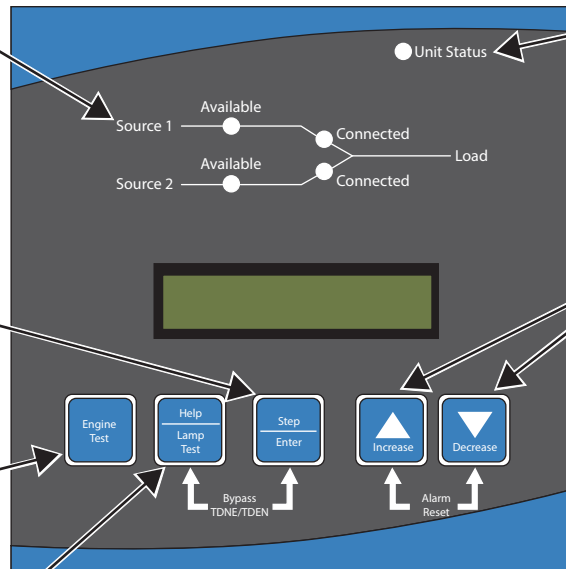 Unit Status
Available
Source 1
Connected
Load
Available
Source 2
Connected
Engine
Test
Help
Lamp
Test
Step
Enter
Increase
Decrease
Bypass
TDNE/TDEN
Alarm
Reset